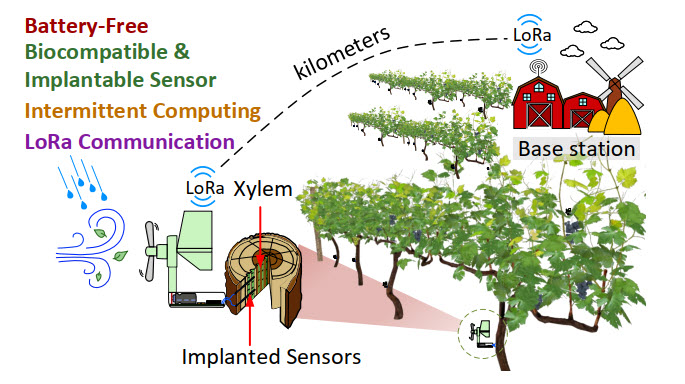 Battery-Free
Biocompatible &
Implantable Sensor
Intermittent Computing
LoRa Communication
kilometers
LoRa
Base station
LoRa
Xylem
Implanted Sensors